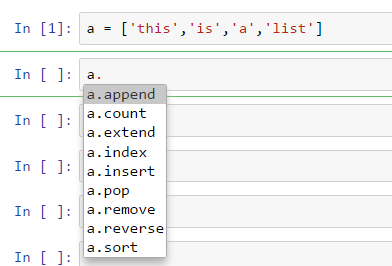 In [1]: a = ['this','is','a','list']
In [ ]: a.
a.append
a.count
In [ ]:
a.extend
a.index
In [ ]:
a.insert
a.pop
In [ ]:
a.remove
a.reverse
In [ ]:
a.sort